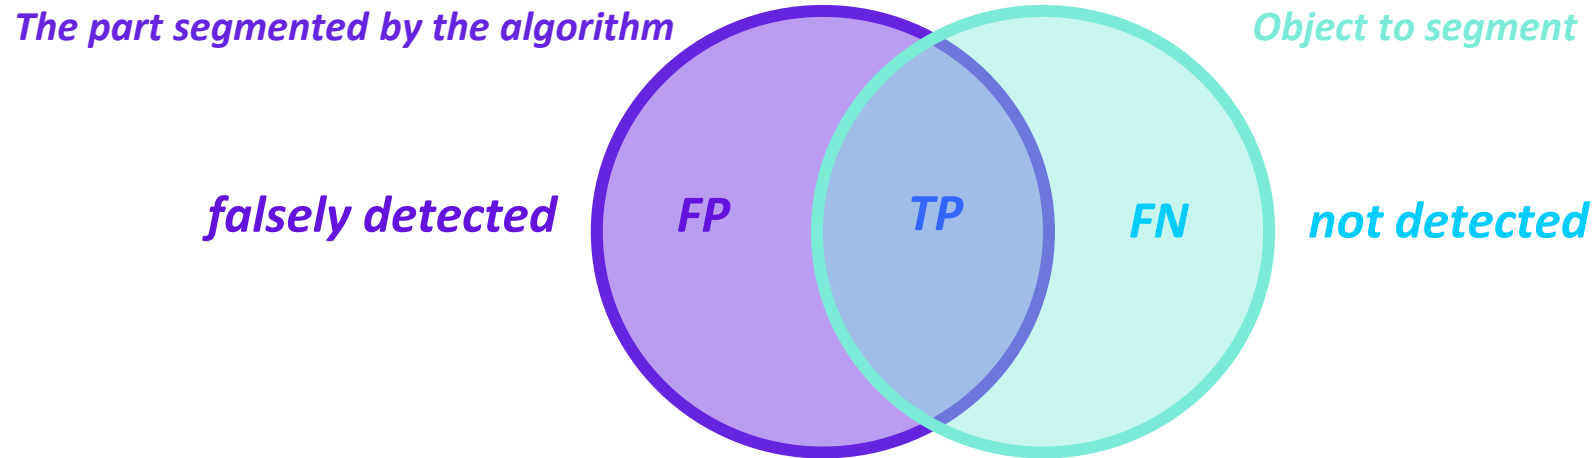 The part segmented by the algorithm
Object to segment
falsely detected
FP
TP
FN
not detected